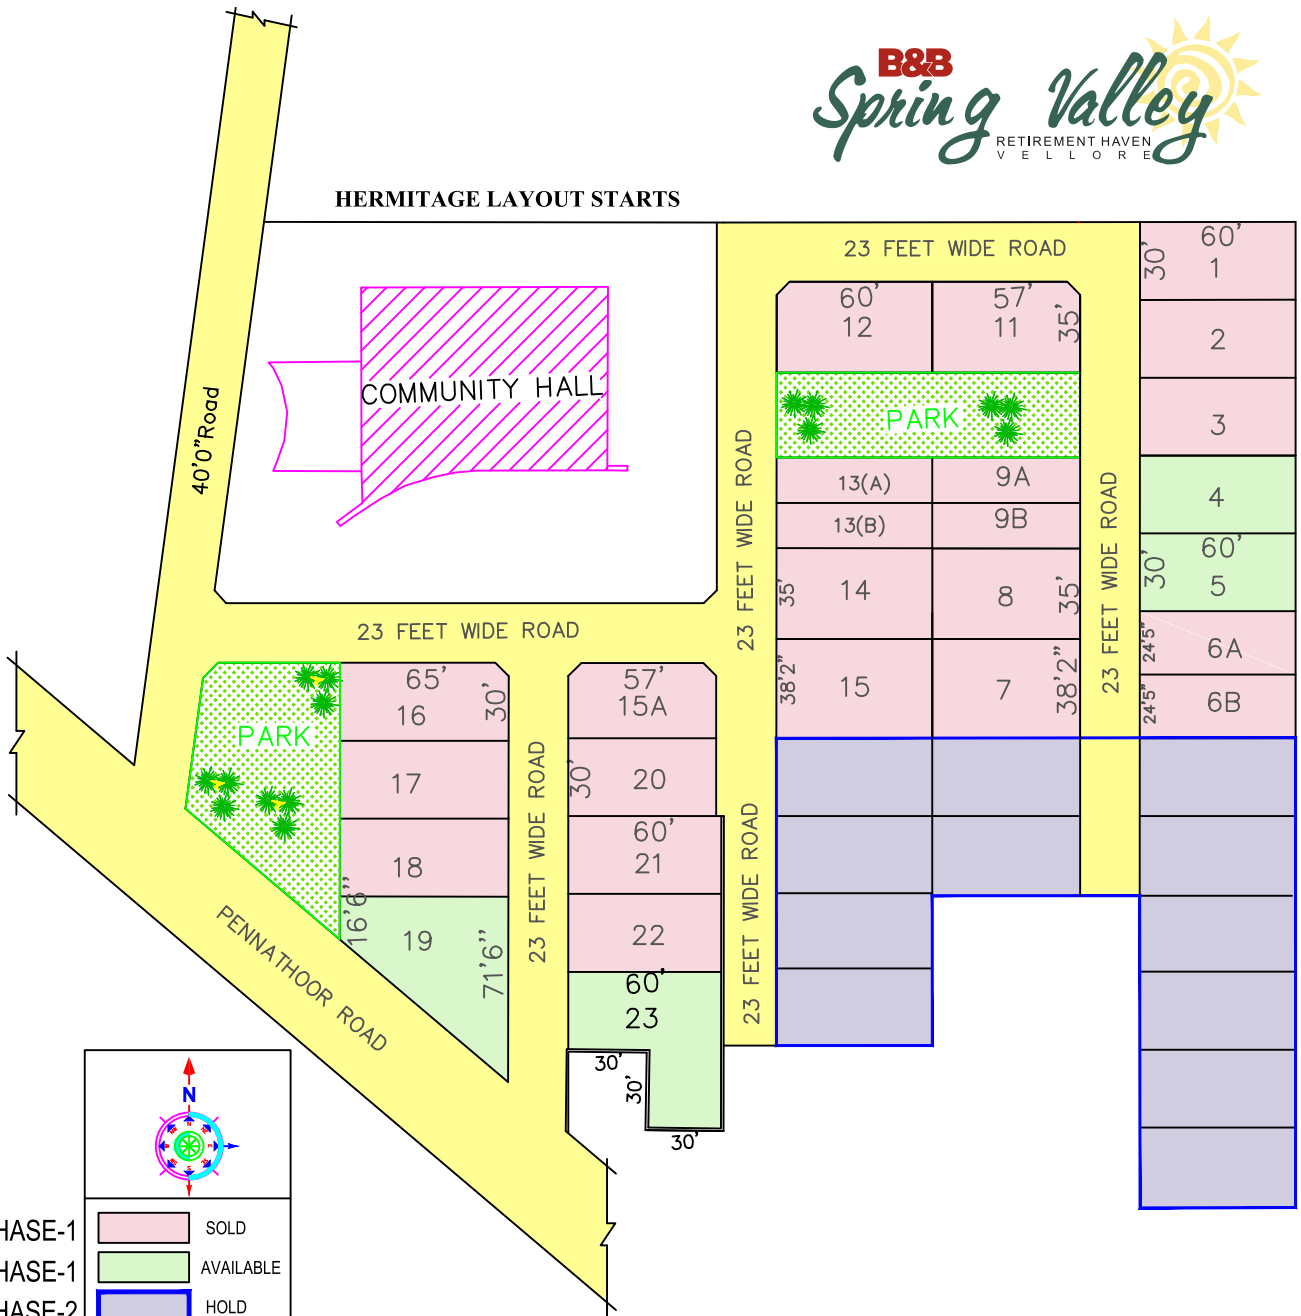 B&B
Spring Valley
RETIREMENT HAVEN
VELLORE
HERMITAGE LAYOUT STARTS
40'0"Road
COMMUNITY HALL
23 FEET WIDE ROAD
60'
12
57'
11
35'
PARK
13(A)
9A
13(B)
9B
35'
14
8
35'
38'2"
15
7
38'2"
23 FEET WIDE ROAD
23 FEET WIDE ROAD
60'
30'
1
2
3
4
60'
30'
5
24'5"
6A
24'5"
6B
23 FEET WIDE ROAD
PARK
65'
30'
16
17
18
16'6"
19
71'6"
23 FEET WIDE ROAD
57'
15A
30'
20
60'
21
22
60'
23
30'
30'
30'
23 FEET WIDE ROAD
PENNATHOOR ROAD
N
HASE-1 SOLD
HASE-1 AVAILABLE
HASE-2 HOLD